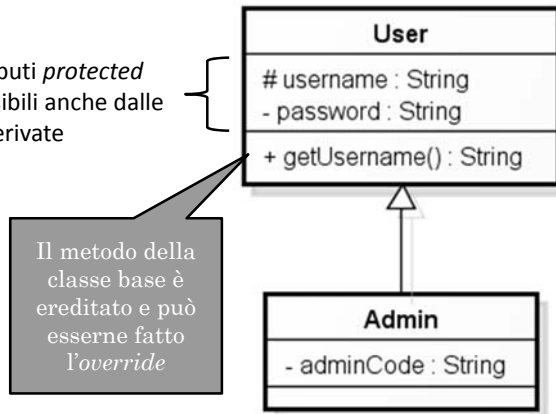 User
buti protected
sibili anche dalle
erivate
# username : String
- password : String
+ getUsername() : String
Il metodo della
classe base è
ereditato e può
esserne fatto
l'override
Admin
- adminCode : String